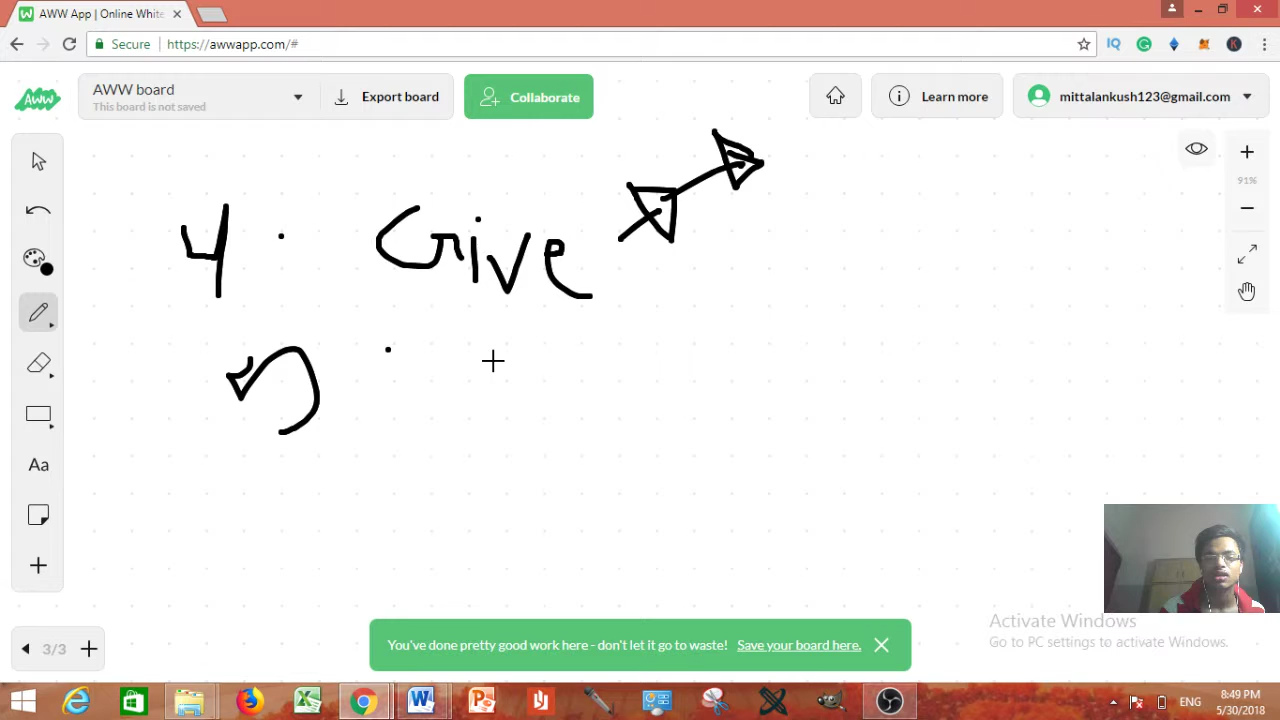 AWW App | Online White
Secure https://awwapp.com/#
AWW
AWW board
This board is not saved
Export board
Collaborate
Learn more
mittalankush123@gmail.com
91%
4. Give
5.
Aa
3/3
You've done pretty good work here - don't let it go to waste! Save your board here.
Activate Windows
Go to PC settings to activate Windows.
ENG
8:49 PM
5/30/2018